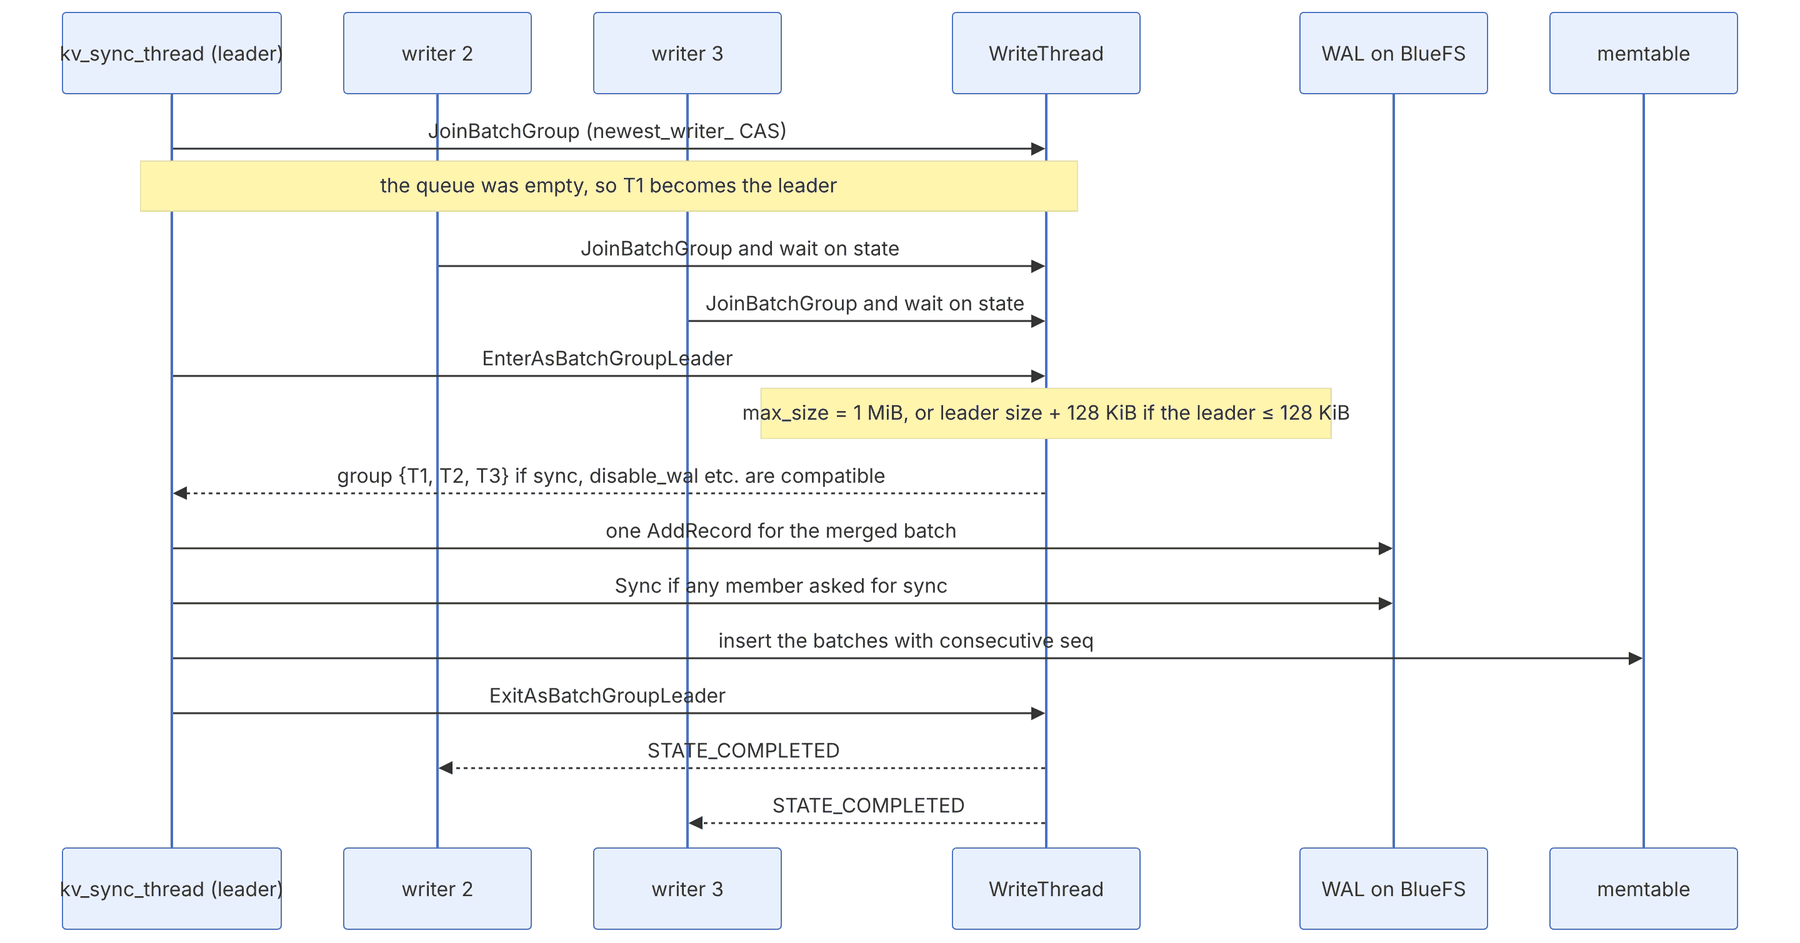 kv_sync_thread (leader)
writer 2
writer 3
WriteThread
WAL on BlueFS
memtable
JoinBatchGroup (newest_writer_ CAS)
the queue was empty, so T1 becomes the leader
JoinBatchGroup and wait on state
JoinBatchGroup and wait on state
EnterAsBatchGroupLeader
max_size = 1 MiB, or leader size + 128 KiB if the leader ≤ 128 KiB
group {T1, T2, T3} if sync, disable_wal etc. are compatible
one AddRecord for the merged batch
Sync if any member asked for sync
insert the batches with consecutive seq
ExitAsBatchGroupLeader
STATE_COMPLETED
STATE_COMPLETED
kv_sync_thread (leader)
writer 2
writer 3
WriteThread
WAL on BlueFS
memtable